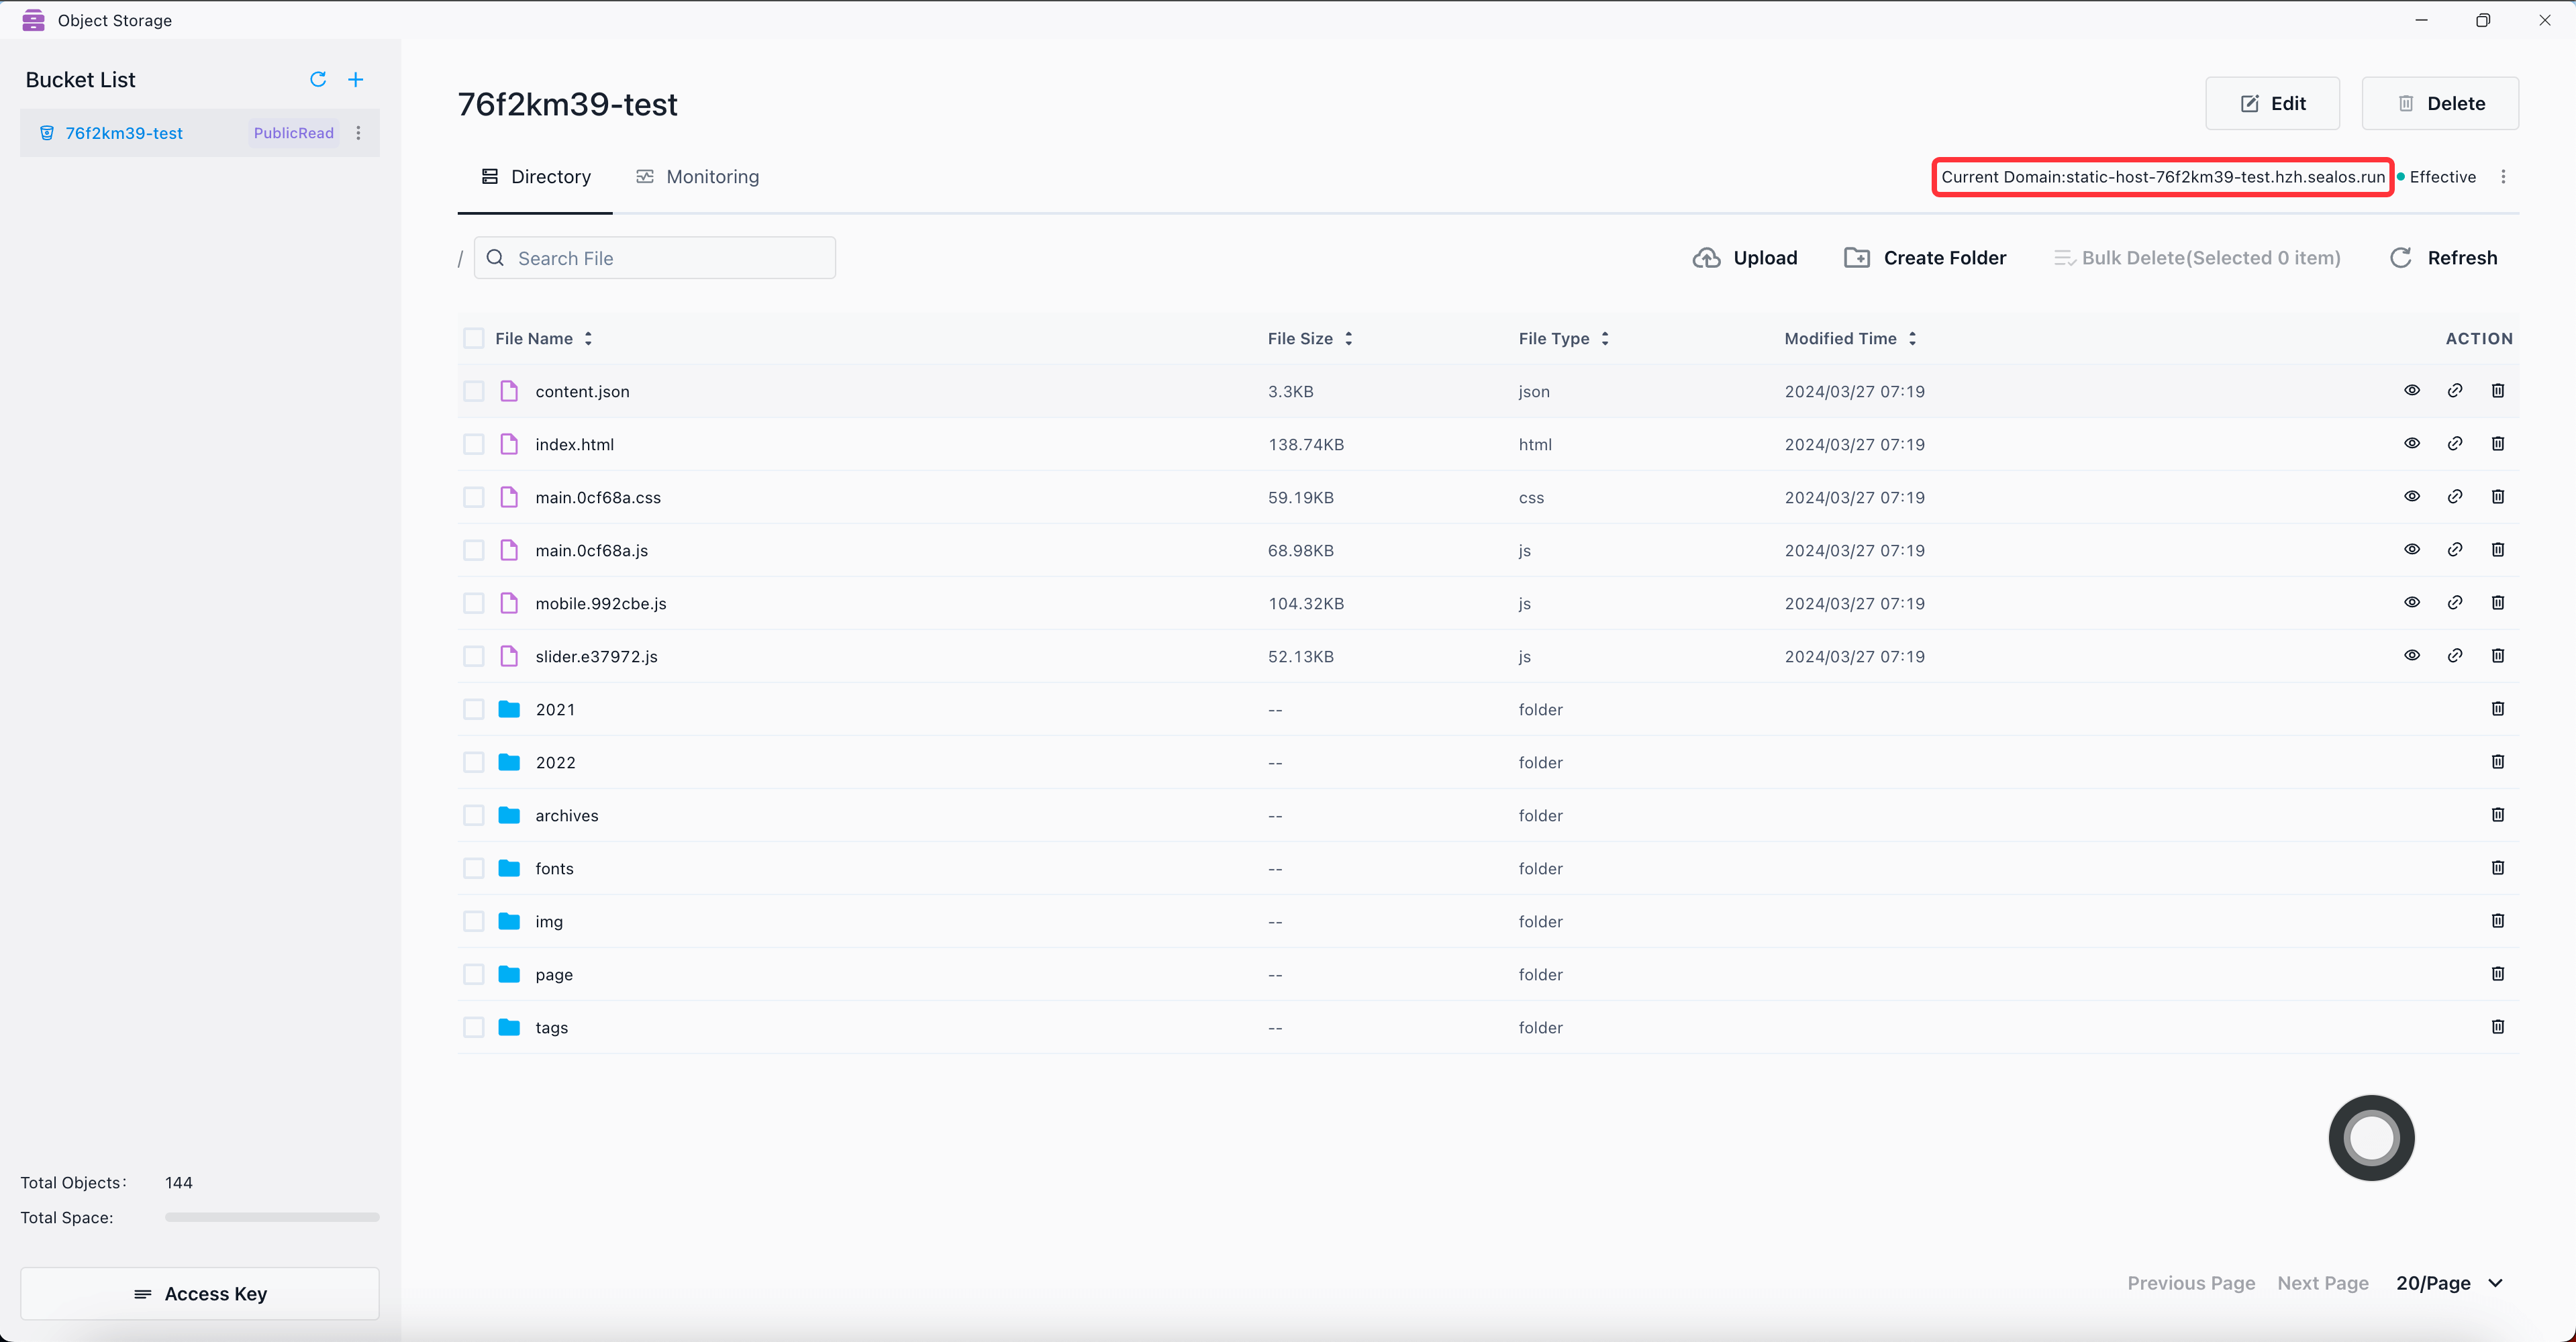 Object Storage
Bucket List
76f2km39-test PublicRead
76f2km39-test
Edit Delete
Directory Monitoring
Current Domain:static-host-76f2km39-test.hzh.sealos.run Effective
/ Search File
Upload Create Folder Bulk Delete(Selected 0 item) Refresh
File Name File Size File Type Modified Time ACTION
content.json 3.3KB json 2024/03/27 07:19
index.html 138.74KB html 2024/03/27 07:19
main.0cf68a.css 59.19KB css 2024/03/27 07:19
main.0cf68a.js 68.98KB js 2024/03/27 07:19
mobile.992cbe.js 104.32KB js 2024/03/27 07:19
slider.e37972.js 52.13KB js 2024/03/27 07:19
2021 -- folder
2022 -- folder
archives -- folder
fonts -- folder
img -- folder
page -- folder
tags -- folder
Total Objects: 144
Total Space:
Access Key
Previous Page Next Page 20/Page